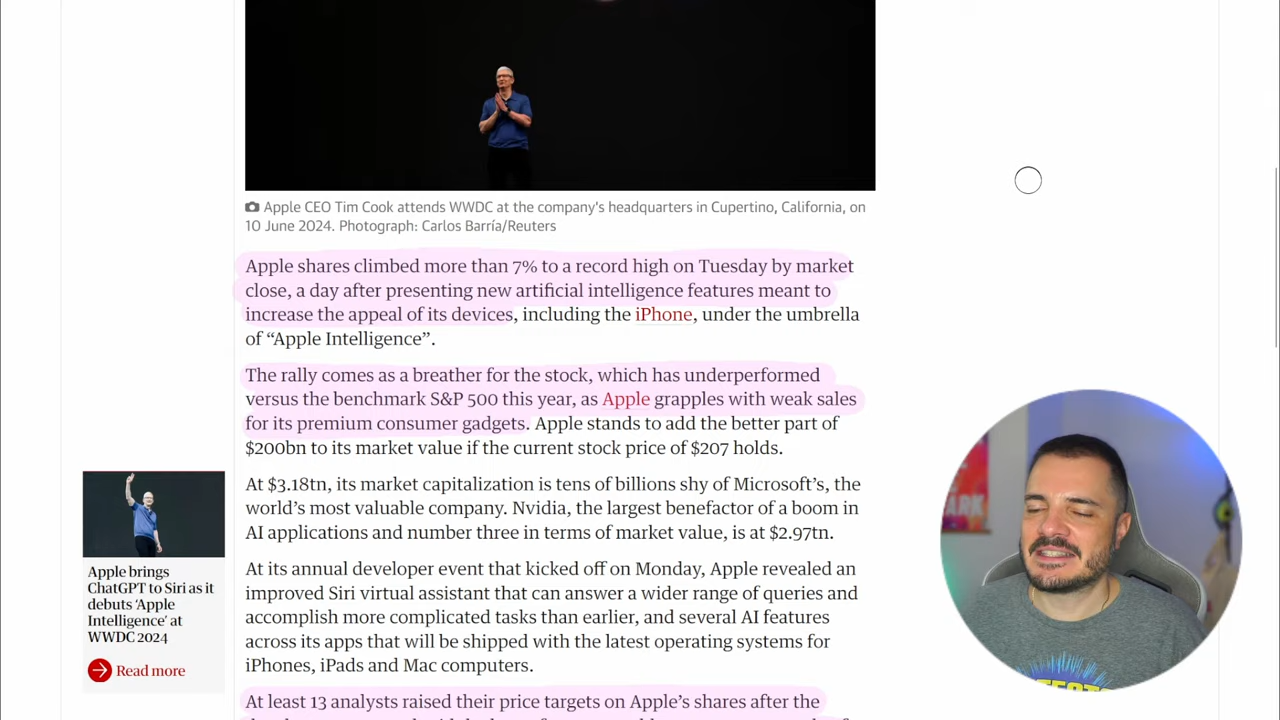 Apple CEO Tim Cook attends WWDC at the company's headquarters in Cupertino, California, on
10 June 2024. Photograph: Carlos Barría/Reuters
Apple shares climbed more than 7% to a record high on Tuesday by market
close, a day after presenting new artificial intelligence features meant to
increase the appeal of its devices, including the iPhone, under the umbrella
of “Apple Intelligence”.
The rally comes as a breather for the stock, which has underperformed
versus the benchmark S&P 500 this year, as Apple grapples with weak sales
for its premium consumer gadgets. Apple stands to add the better part of
$200bn to its market value if the current stock price of $207 holds.
At $3.18tn, its market capitalization is tens of billions shy of Microsoft’s, the
world’s most valuable company. Nvidia, the largest benefactor of a boom in
AI applications and number three in terms of market value, is at $2.97tn.
At its annual developer event that kicked off on Monday, Apple revealed an
improved Siri virtual assistant that can answer a wider range of queries and
accomplish more complicated tasks than earlier, and several AI features
across its apps that will be shipped with the latest operating systems for
iPhones, iPads and Mac computers.
At least 13 analysts raised their price targets on Apple’s shares after the
Apple brings
ChatGPT to Siri as it
debuts ‘Apple
Intelligence’ at
WWDC 2024
Read more